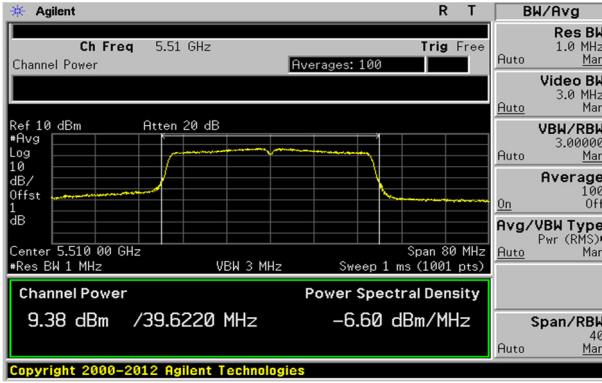 Agilent R T
BW/Avg
Ch Freq 5.51 GHz Trig Free
Channel Power Averages: 100
Res BW
1.0 MHz
Auto Man
Video BW
3.0 MHz
Auto Man
Ref 10 dBm Atten 20 dB
#Avg
Log
10
dB/
Offst
1
dB
VBW/RBW
3.00000
Auto Man
Average
100
On Off
Avg/VBW Type
Pwr (RMS)
Auto Man
Center 5.510 00 GHz Span 80 MHz
#Res BW 1 MHz VBW 3 MHz Sweep 1 ms (1001 pts)
Channel Power Power Spectral Density
9.38 dBm /39.6220 MHz -6.60 dBm/MHz
Span/RBW
40
Auto Man
Copyright 2000-2012 Agilent Technologies